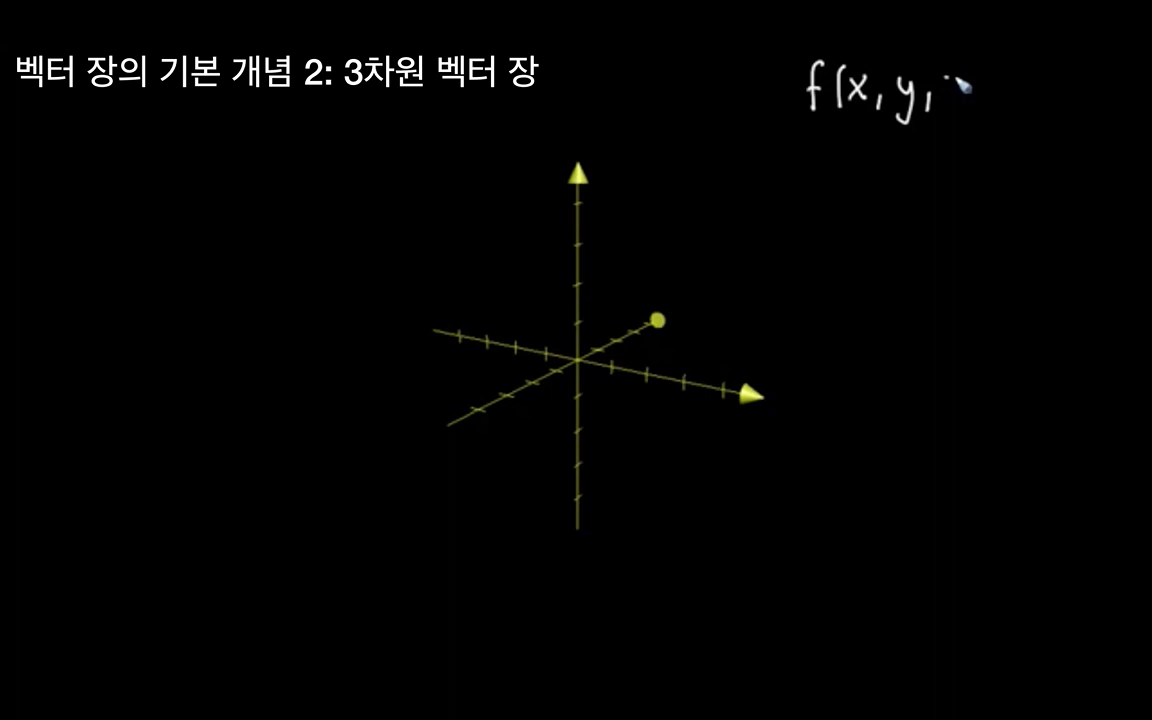 벡터 장의 기본 개념 2: 3차원 벡터 장
f(x, y,